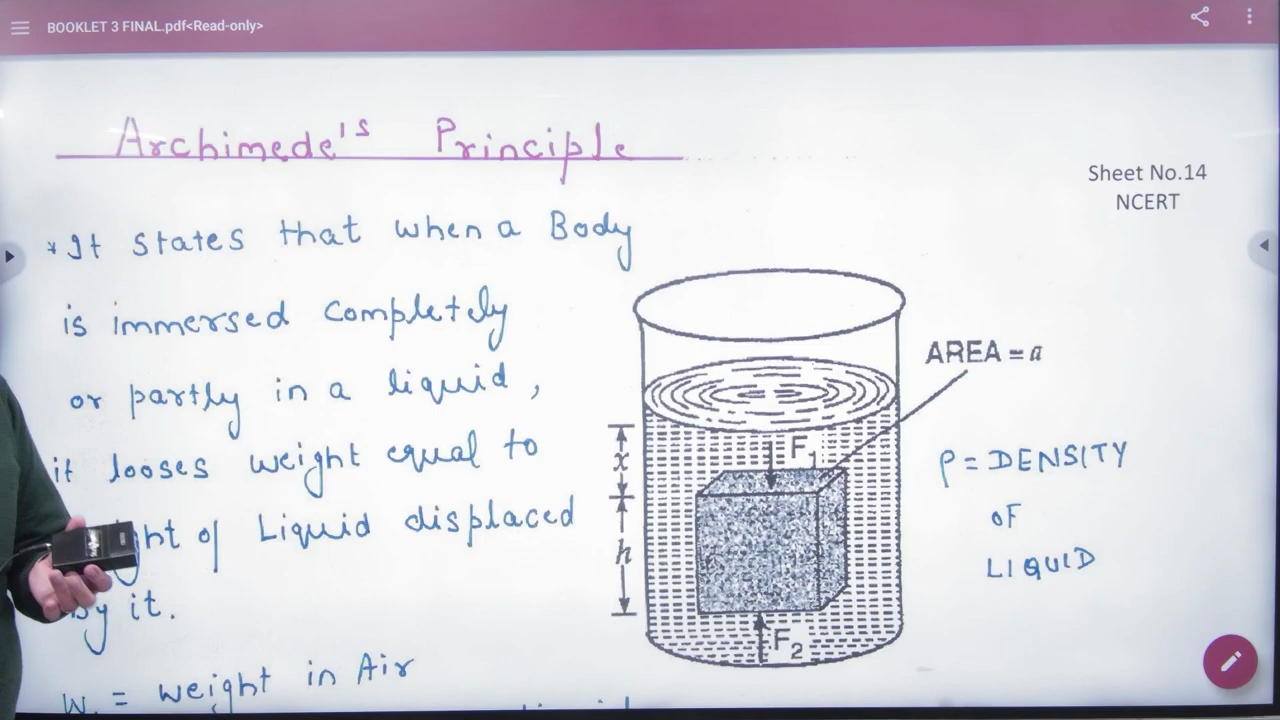 BOOKLET 3 FINAL.pdf<Read-only>
Archimede's Principle
Sheet No.14
NCERT
* It states that when a Body
is immersed completely
or partly in a liquid,
it looses weight equal to
of Liquid displaced
by it.
W. = weight in Air
AREA = a
x
F1
h
F2
ρ = DENSITY
OF
LIQUID